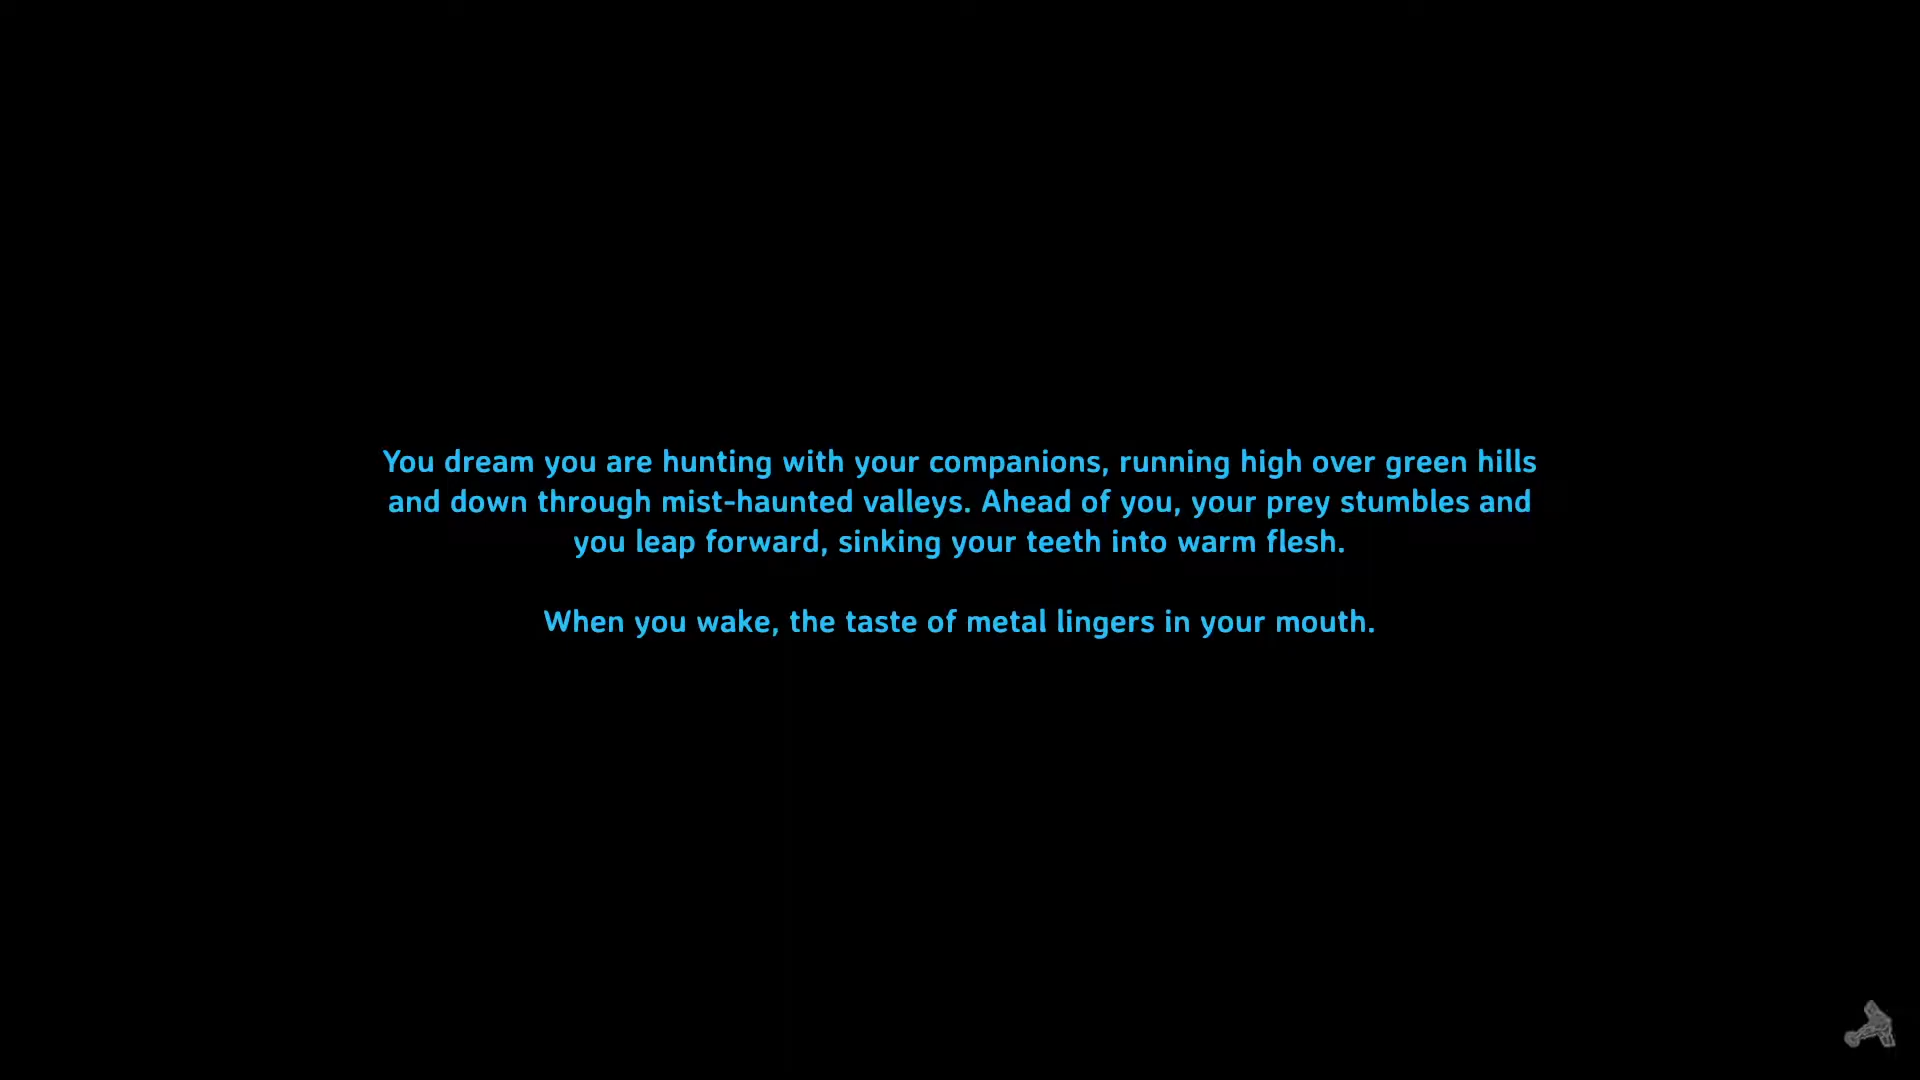 You dream you are hunting with your companions, running high over green hills
and down through mist-haunted valleys. Ahead of you, your prey stumbles and
you leap forward, sinking your teeth into warm flesh.
When you wake, the taste of metal lingers in your mouth.